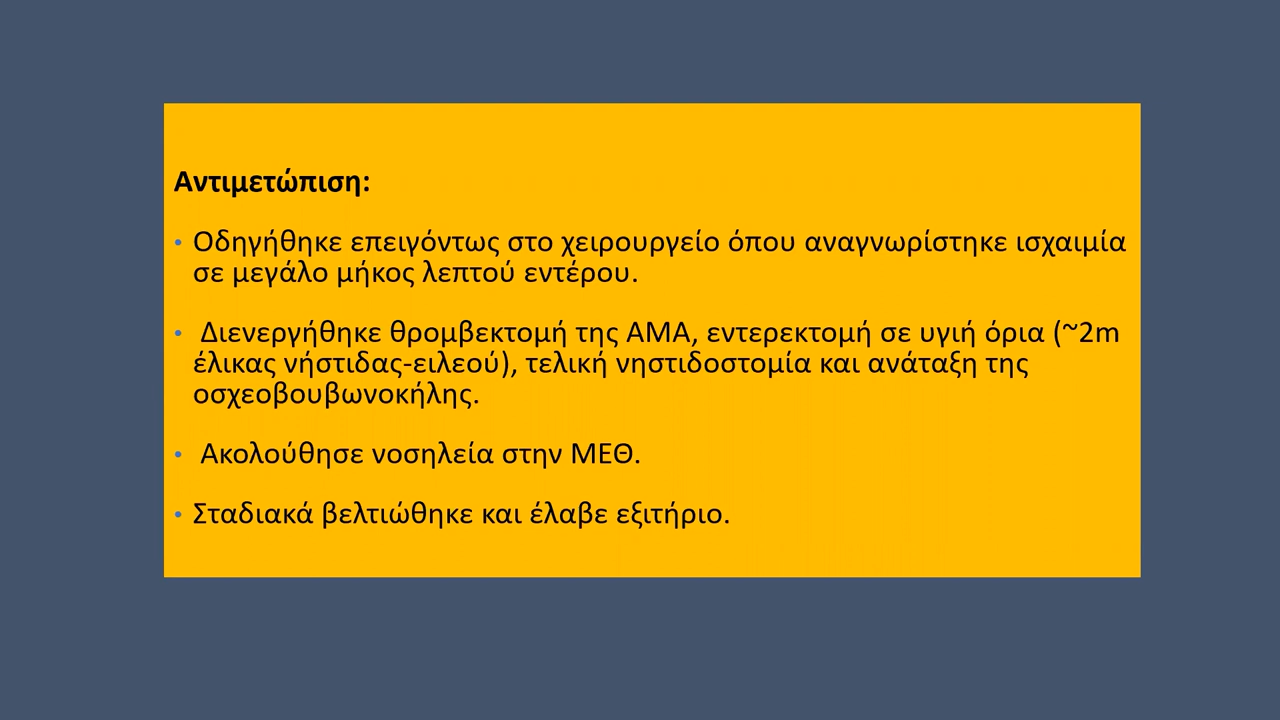 Αντιμετώπιση:
• Οδηγήθηκε επειγόντως στο χειρουργείο όπου αναγνωρίστηκε ισχαιμία
σε μεγάλο μήκος λεπτού εντέρου.
• Διενεργήθηκε θρομβεκτομή της ΑΜΑ, εντερεκτομή σε υγιή όρια (~2m
έλικας νήστιδας-ειλεού), τελική νηστιδοστομία και ανάταξη της
οσχεοβουβωνοκήλης.
• Ακολούθησε νοσηλεία στην ΜΕΘ.
• Σταδιακά βελτιώθηκε και έλαβε εξιτήριο.